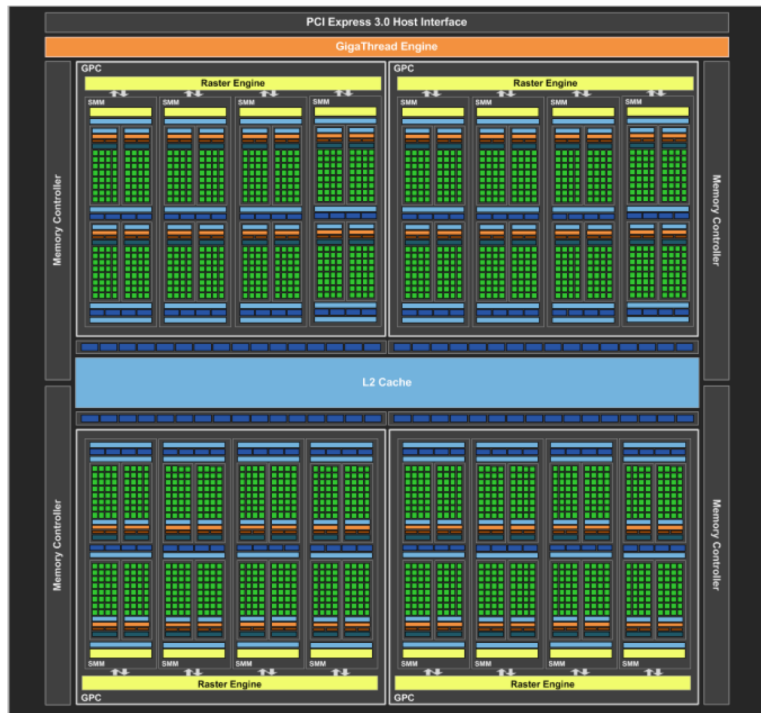 PCI Express 3.0 Host Interface
GigaThread Engine
GPC
Raster Engine
SMM
SMM
SMM
SMM
GPC
Raster Engine
SMM
SMM
SMM
SMM
Memory Controller
Memory Controller
L2 Cache
Memory Controller
Memory Controller
SMM
SMM
SMM
SMM
Raster Engine
GPC
SMM
SMM
SMM
SMM
Raster Engine
GPC